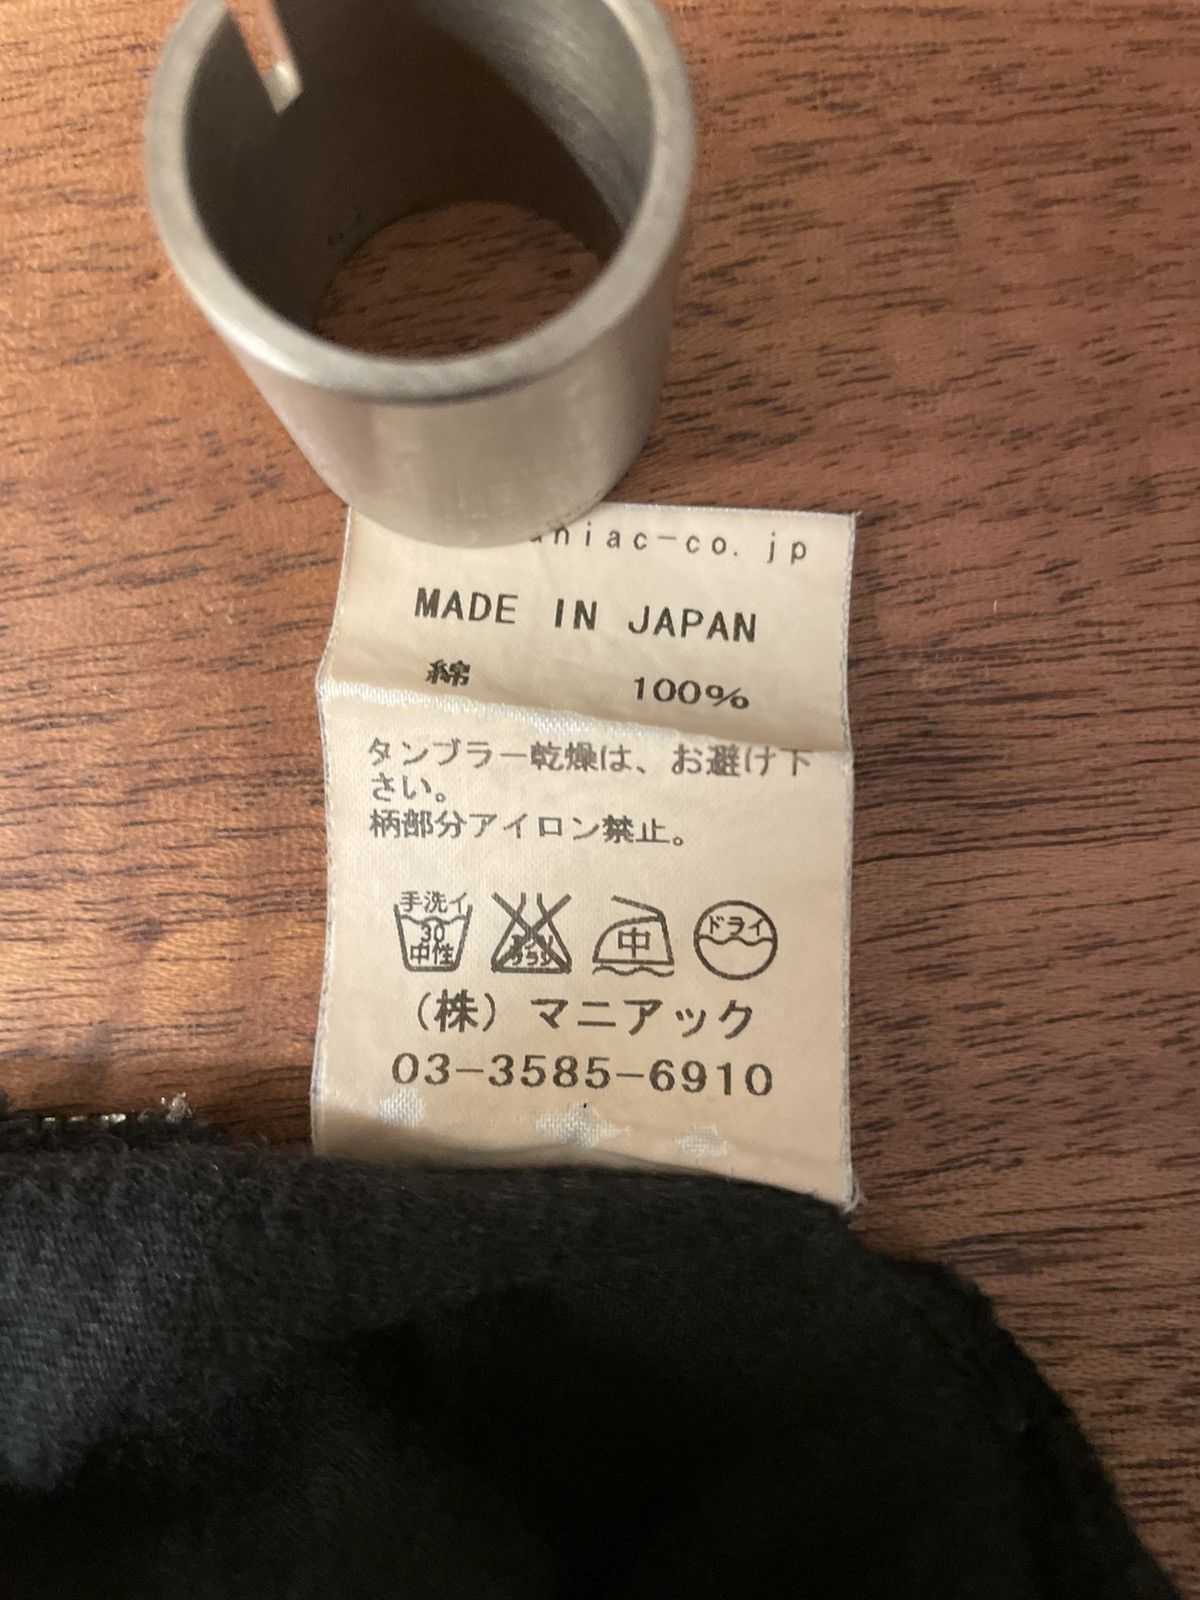 aniac-co.jp
MADE IN JAPAN
綿 100%
タンブラー乾燥は、お避け下
さい。
柄部分アイロン禁止。
手洗イ
30
中性
中
ドライ
(株) マニアック
03-3585-6910